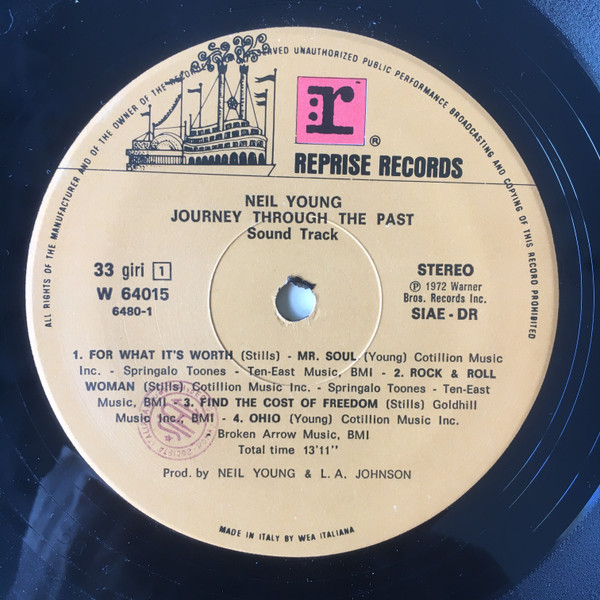 ALL RIGHTS OF THE MANUFACTURER AND OF THE OWNER OF THE RECORDED
RESERVED UNAUTHORIZED PUBLIC PERFORMANCE BROADCASTING AND COPYING OF THIS RECORD PROHIBITED
:r
®
REPRISE RECORDS
NEIL YOUNG
JOURNEY THROUGH THE PAST
Sound Track
33 giri 1
W 64015
6480-1
STEREO
Ⓟ 1972 Warner
Bros. Records Inc.
SIAE - DR
1. FOR WHAT IT'S WORTH (Stills) - MR. SOUL (Young) Cotillion Music
Inc. - Springalo Toones - Ten-East Music, BMI - 2. ROCK & ROLL
WOMAN (Stills) Cotillion Music Inc. - Springalo Toones - Ten-East
Music, BMI - 3. FIND THE COST OF FREEDOM (Stills) Goldhill
Music Inc., BMI - 4. OHIO (Young) Cotillion Music Inc.
Broken Arrow Music, BMI
Total time 13'11''
Prod. by NEIL YOUNG & L. A. JOHNSON
MADE IN ITALY BY WEA ITALIANA
SIAE